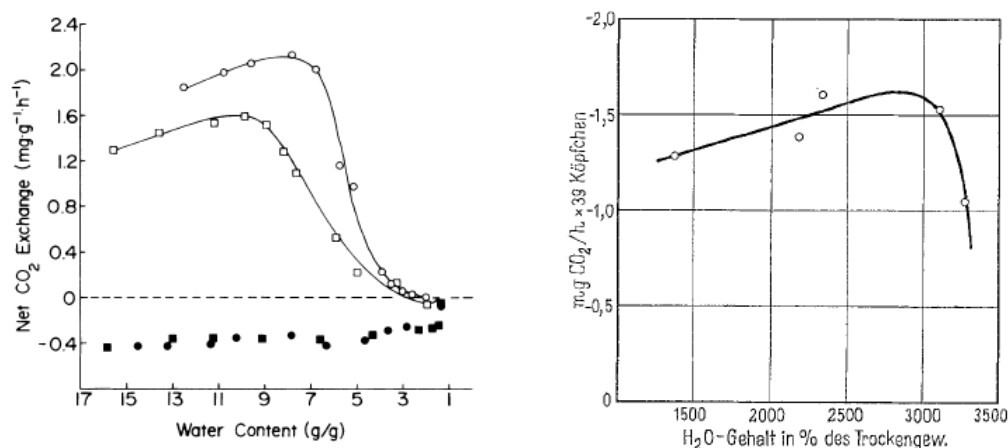 Net CO₂ Exchange (mg·g⁻¹·h⁻¹)
2.4
2.0
1.6
1.2
0.8
0.4
0
-0.4
17 15 13 11 9 7 5 3 1
Water Content (g/g)
mg CO₂/h × 39 Köpfchen
-2,0
-1,5
-1,0
-0,5
0
1500 2000 2500 3000 3500
H₂O-Gehalt in % des Trockengew.